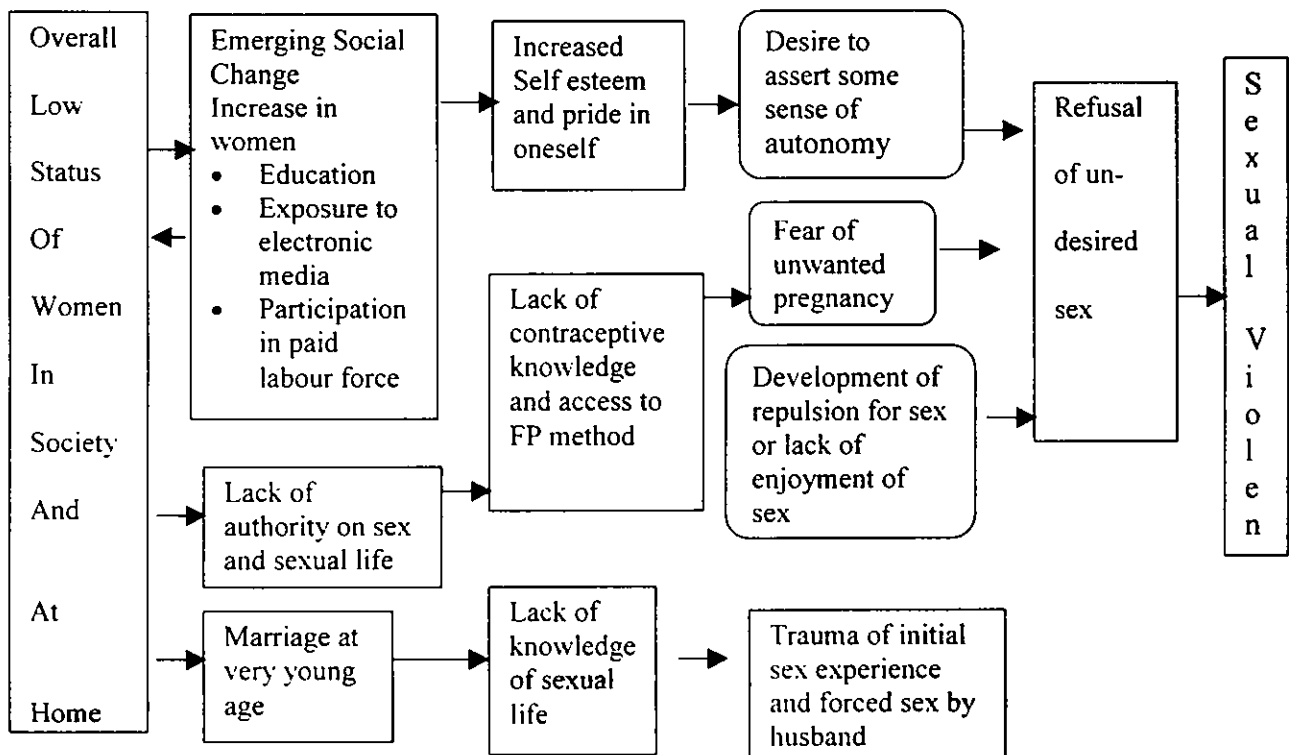 Overall
Low
Status
Of
Women
In
Society
And
At
Home
Emerging Social
Change
Increase in
women
• Education
• Exposure to
electronic
media
• Participation
in paid
labour force
Increased
Self esteem
and pride in
oneself
Desire to
assert some
sense of
autonomy
Lack of
authority on sex
and sexual life
Lack of
contraceptive
knowledge
and access to
FP method
Fear of
unwanted
pregnancy
Development of
repulsion for sex
or lack of
enjoyment of
sex
Marriage at
very young
age
Lack of
knowledge
of sexual
life
Trauma of initial
sex experience
and forced sex by
husband
Refusal
of un-
desired
sex
S
e
x
u
a
l
V
i
o
l
e
n